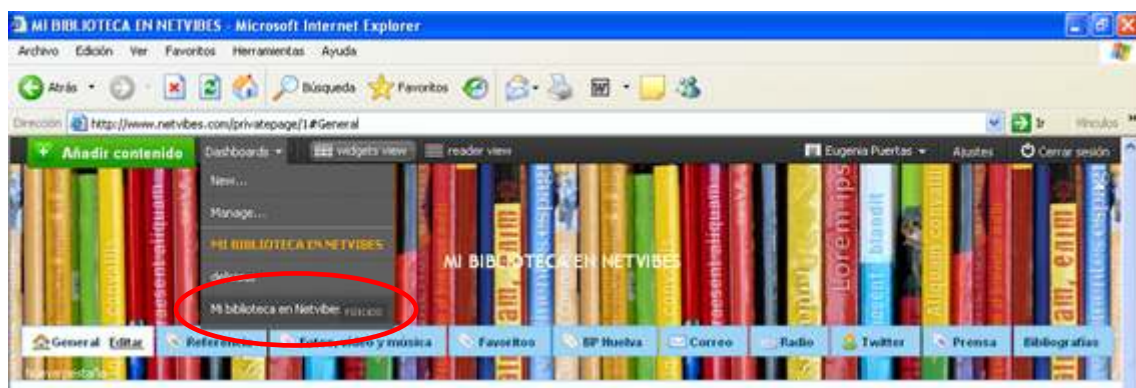 MI BIBLIOTECA EN NETVIBES - Microsoft Internet Explorer
Archivo Edición Ver Favoritos Herramientas Ayuda
Atrás Búsqueda Favoritos
Dirección http://www.netvibes.com/privatepage/1#General Ir Vínculos
Añadir contenido Dashboards widgets view reader view Eugenia Puertas Ajustes Cerrar sesión
New...
Manage...
MI BIBLIOTECA EN NETVIBES
MI BIBLIOTECA EN NETVIBES
Mi biblioteca en Netvibes
General Editar Referencia Fotos, vídeo y música Favoritos BP Huelva Correo Radio Twitter Prensa Bibliografías
Nueva pestaña